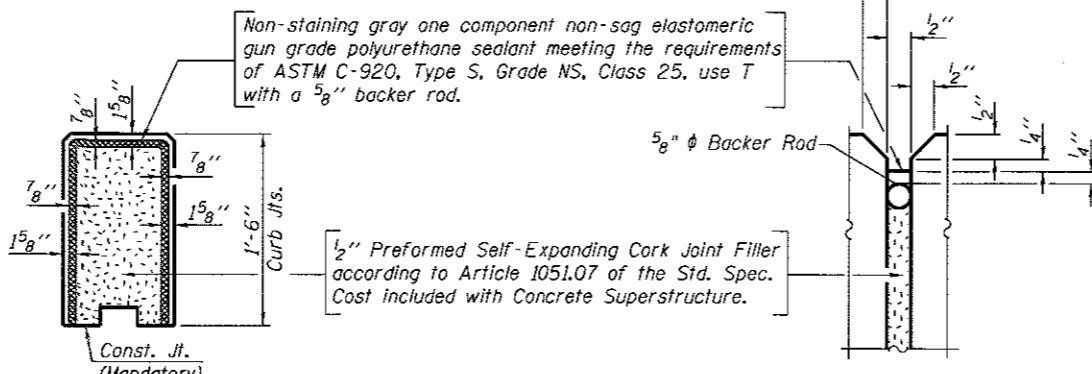 Non-staining gray one component non-sag elastomeric
gun grade polyurethane sealant meeting the requirements
of ASTM C-920, Type S, Grade NS, Class 25, use T
with a 5/8" backer rod.
1/2"
1/2"
1/2"
1/4"
1/4"
7/8"
1 5/8"
5/8" ϕ Backer Rod
7/8"
7/8"
1 5/8"
1 5/8"
1'-6"
Curb Jts.
1/2" Preformed Self-Expanding Cork Joint Filler
according to Article 1051.07 of the Std. Spec.
Cost included with Concrete Superstructure.
Const. Jt.
(Mandatory)